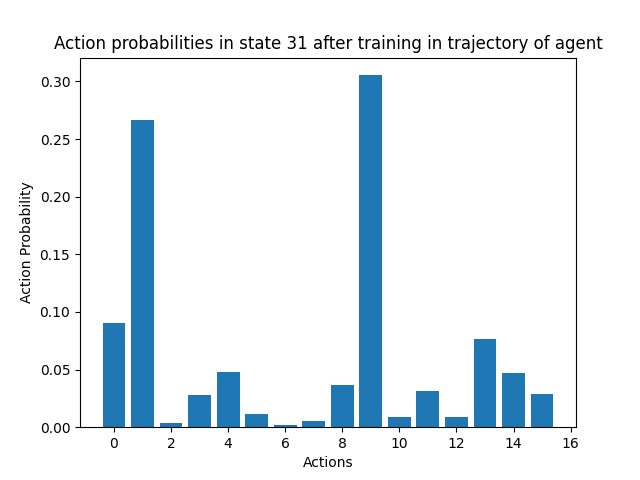 Action probabilities in state 31 after training in trajectory of agent
0.30
0.25
0.20
0.15
0.10
0.05
0.00
Action Probability
0 2 4 6 8 10 12 14 16
Actions